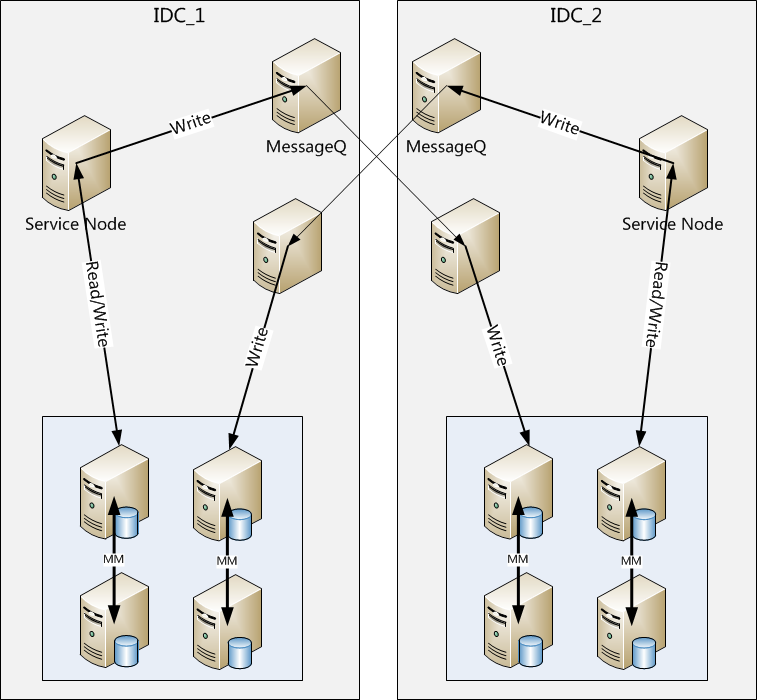 IDC_1
IDC_2
Write
Write
MessageQ
MessageQ
Service Node
Service Node
Read/Write
Write
Write
Read/Write
MM
MM
MM
MM